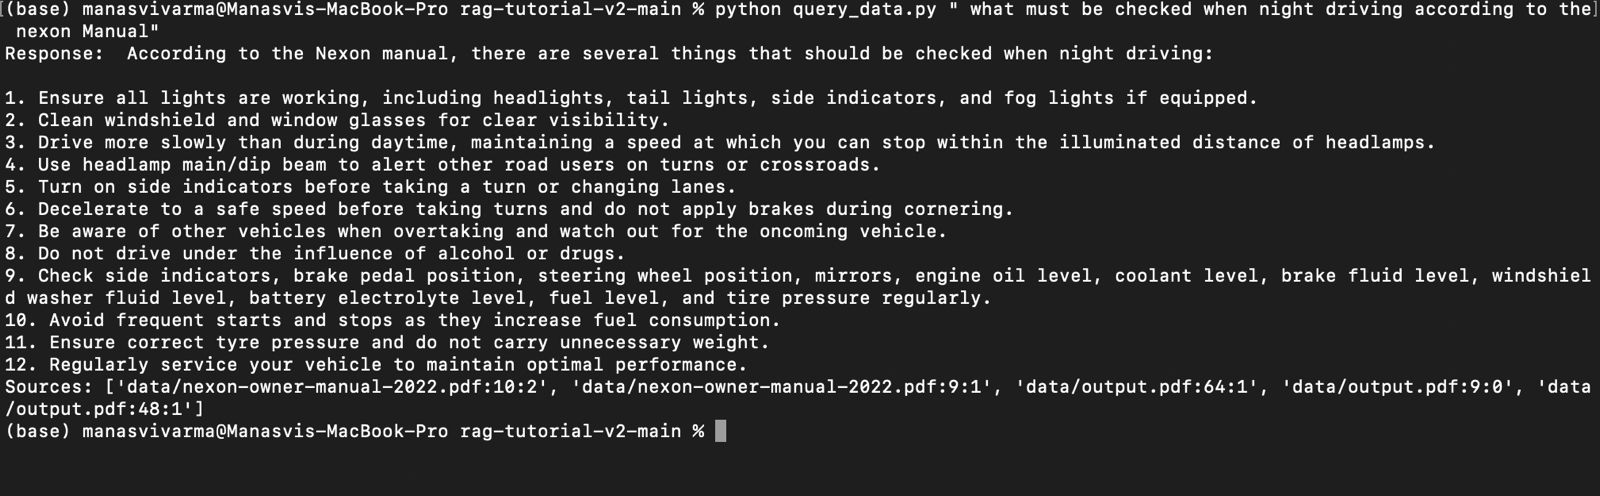 (base) manasvivarma@Manasvis-MacBook-Pro rag-tutorial-v2-main % python query_data.py " what must be checked when night driving according to the
nexon Manual"
Response:  According to the Nexon manual, there are several things that should be checked when night driving:
1. Ensure all lights are working, including headlights, tail lights, side indicators, and fog lights if equipped.
2. Clean windshield and window glasses for clear visibility.
3. Drive more slowly than during daytime, maintaining a speed at which you can stop within the illuminated distance of headlamps.
4. Use headlamp main/dip beam to alert other road users on turns or crossroads.
5. Turn on side indicators before taking a turn or changing lanes.
6. Decelerate to a safe speed before taking turns and do not apply brakes during cornering.
7. Be aware of other vehicles when overtaking and watch out for the oncoming vehicle.
8. Do not drive under the influence of alcohol or drugs.
9. Check side indicators, brake pedal position, steering wheel position, mirrors, engine oil level, coolant level, brake fluid level, windshiel
d washer fluid level, battery electrolyte level, fuel level, and tire pressure regularly.
10. Avoid frequent starts and stops as they increase fuel consumption.
11. Ensure correct tyre pressure and do not carry unnecessary weight.
12. Regularly service your vehicle to maintain optimal performance.
Sources: ['data/nexon-owner-manual-2022.pdf:10:2', 'data/nexon-owner-manual-2022.pdf:9:1', 'data/output.pdf:64:1', 'data/output.pdf:9:0', 'data
/output.pdf:48:1']
(base) manasvivarma@Manasvis-MacBook-Pro rag-tutorial-v2-main %